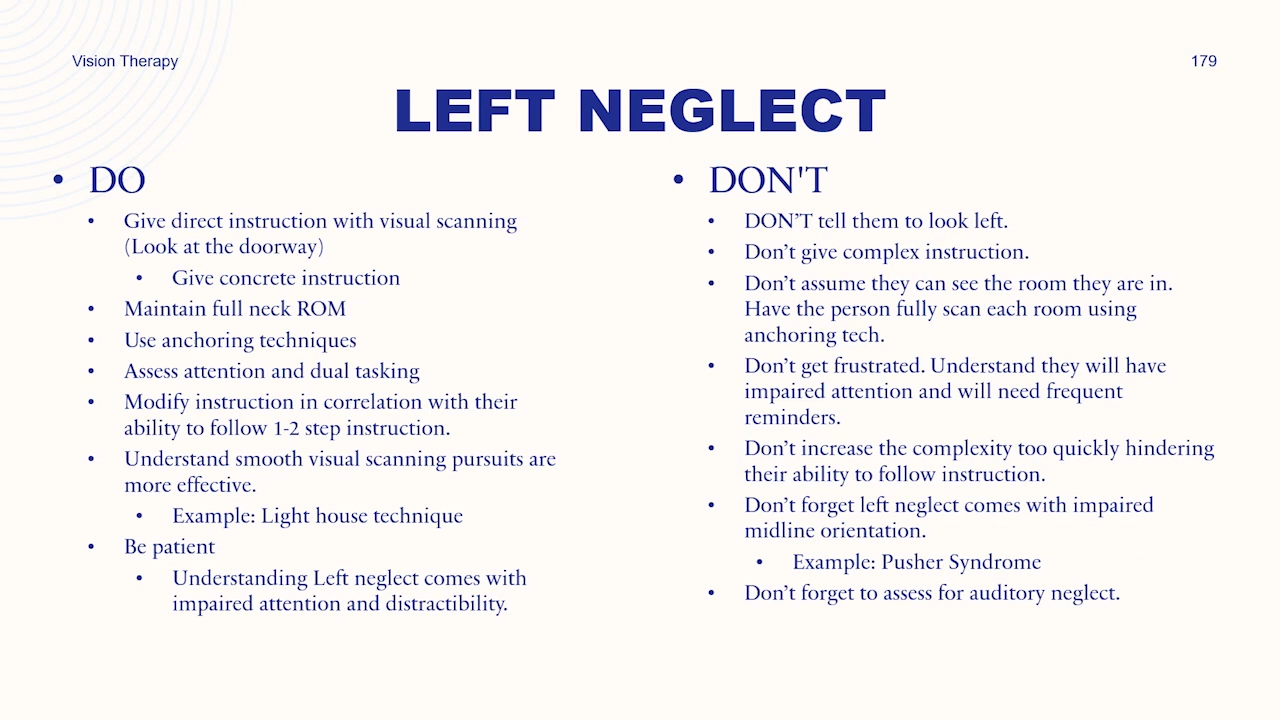 Vision Therapy
179
LEFT NEGLECT
• DO
• Give direct instruction with visual scanning
(Look at the doorway)
• Give concrete instruction
• Maintain full neck ROM
• Use anchoring techniques
• Assess attention and dual tasking
• Modify instruction in correlation with their
ability to follow 1-2 step instruction.
• Understand smooth visual scanning pursuits are
more effective.
• Example: Light house technique
• Be patient
• Understanding Left neglect comes with
impaired attention and distractibility.
• DON'T
• DON’T tell them to look left.
• Don’t give complex instruction.
• Don’t assume they can see the room they are in.
Have the person fully scan each room using
anchoring tech.
• Don’t get frustrated. Understand they will have
impaired attention and will need frequent
reminders.
• Don’t increase the complexity too quickly hindering
their ability to follow instruction.
• Don’t forget left neglect comes with impaired
midline orientation.
• Example: Pusher Syndrome
• Don’t forget to assess for auditory neglect.